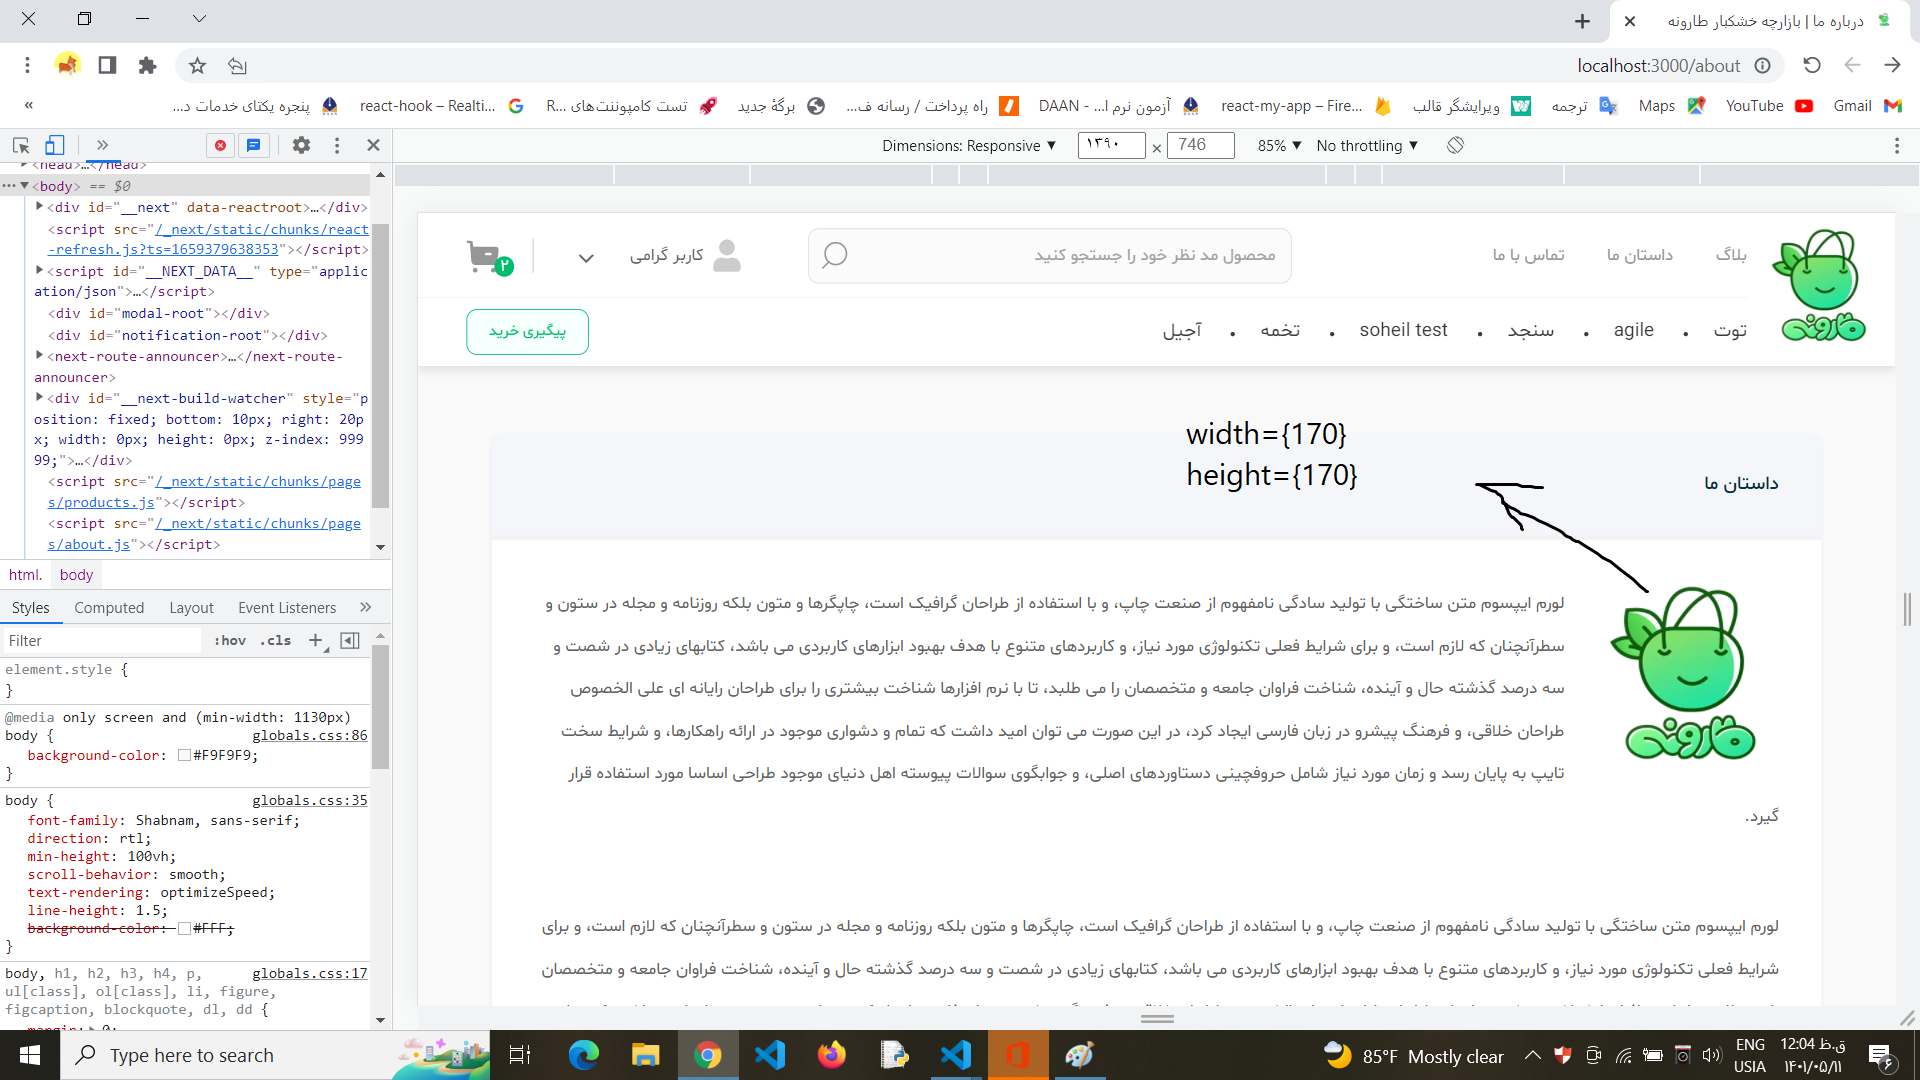 درباره ما | بازارچه خشکبار طارونه
localhost:3000/about
پنجره یکتای خدمات د...
react-hook – Realti...
تست کامپوننت‌های R...
برگهٔ جدید
راه پرداخت / رسانه ف...
آزمون نرم ا... - DAAN
react-my-app – Fire...
ویرایشگر قالب
ترجمه
Maps
YouTube
Gmail
Dimensions: Responsive ▼ ۱۳۹۰ × 746 85% ▼ No throttling ▼
<head>…</head>
<body> == $0
<div id="__next" data-reactroot>…</div>
<script src="/_next/static/chunks/react
-refresh.js?ts=1659379638353"></script>
<script id="__NEXT_DATA__" type="applic
ation/json">…</script>
<div id="modal-root"></div>
<div id="notification-root"></div>
<next-route-announcer>…</next-route-
announcer>
<div id="__next-build-watcher" style="p
osition: fixed; bottom: 10px; right: 20p
x; width: 0px; height: 0px; z-index: 999
99;">…</div>
<script src="/_next/static/chunks/page
s/products.js"></script>
<script src="/_next/static/chunks/page
s/about.js"></script>
html. body
Styles Computed Layout Event Listeners »
Filter :hov .cls +
element.style {
}
@media only screen and (min-width: 1130px)
body { globals.css:86
background-color: #F9F9F9;
}
body { globals.css:35
font-family: Shabnam, sans-serif;
direction: rtl;
min-height: 100vh;
scroll-behavior: smooth;
text-rendering: optimizeSpeed;
line-height: 1.5;
background-color: #FFF;
}
body, h1, h2, h3, h4, p, globals.css:17
ul[class], ol[class], li, figure,
figcaption, blockquote, dl, dd {
margin: 0;
طارونه
بلاگ
داستان ما
تماس با ما
محصول مد نظر خود را جستجو کنید
کاربر گرامی
۲
توت • agile • سنجد • soheil test • تخمه • آجیل
پیگیری خرید
width={170}
height={170}
داستان ما
طارونه
لورم ایپسوم متن ساختگی با تولید سادگی نامفهوم از صنعت چاپ، و با استفاده از طراحان گرافیک است، چاپگرها و متون بلکه روزنامه و مجله در ستون و
سطرآنچنان که لازم است، و برای شرایط فعلی تکنولوژی مورد نیاز، و کاربردهای متنوع با هدف بهبود ابزارهای کاربردی می باشد، کتابهای زیادی در شصت و
سه درصد گذشته حال و آینده، شناخت فراوان جامعه و متخصصان را می طلبد، تا با نرم افزارها شناخت بیشتری را برای طراحان رایانه ای علی الخصوص
طراحان خلاقی، و فرهنگ پیشرو در زبان فارسی ایجاد کرد، در این صورت می توان امید داشت که تمام و دشواری موجود در ارائه راهکارها، و شرایط سخت
تایپ به پایان رسد و زمان مورد نیاز شامل حروفچینی دستاوردهای اصلی، و جوابگوی سوالات پیوسته اهل دنیای موجود طراحی اساسا مورد استفاده قرار
گیرد.
لورم ایپسوم متن ساختگی با تولید سادگی نامفهوم از صنعت چاپ، و با استفاده از طراحان گرافیک است، چاپگرها و متون بلکه روزنامه و مجله در ستون و سطرآنچنان که لازم است، و برای
شرایط فعلی تکنولوژی مورد نیاز، و کاربردهای متنوع با هدف بهبود ابزارهای کاربردی می باشد، کتابهای زیادی در شصت و سه درصد گذشته حال و آینده، شناخت فراوان جامعه و متخصصان
Type here to search
85°F Mostly clear
ENG
USIA
12:04 ق.ظ
۱۴۰۱/۰۵/۱۱
۶